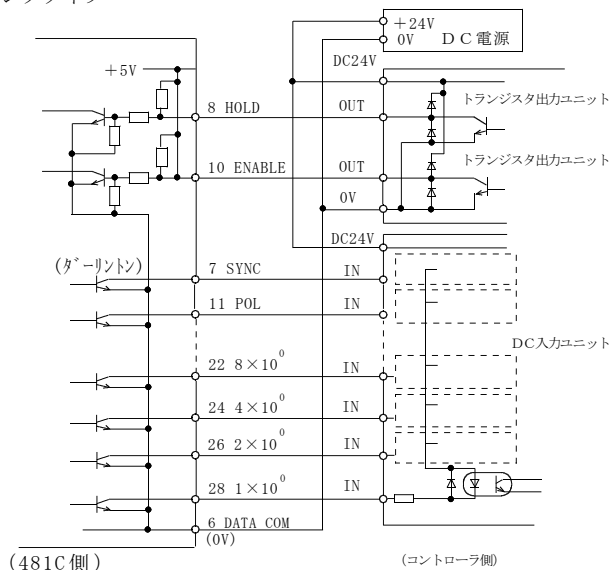 +24V
0V DC電源
DC24V
+5V
8 HOLD OUT トランジスタ出力ユニット
10 ENABLE OUT トランジスタ出力ユニット
0V
DC24V
(ダーリントン) 7 SYNC IN
11 POL IN
DC入力ユニット
22 8×10⁰ IN
24 4×10⁰ IN
26 2×10⁰ IN
28 1×10⁰ IN
6 DATA COM
(0V)
(481C側) (コントローラ側)